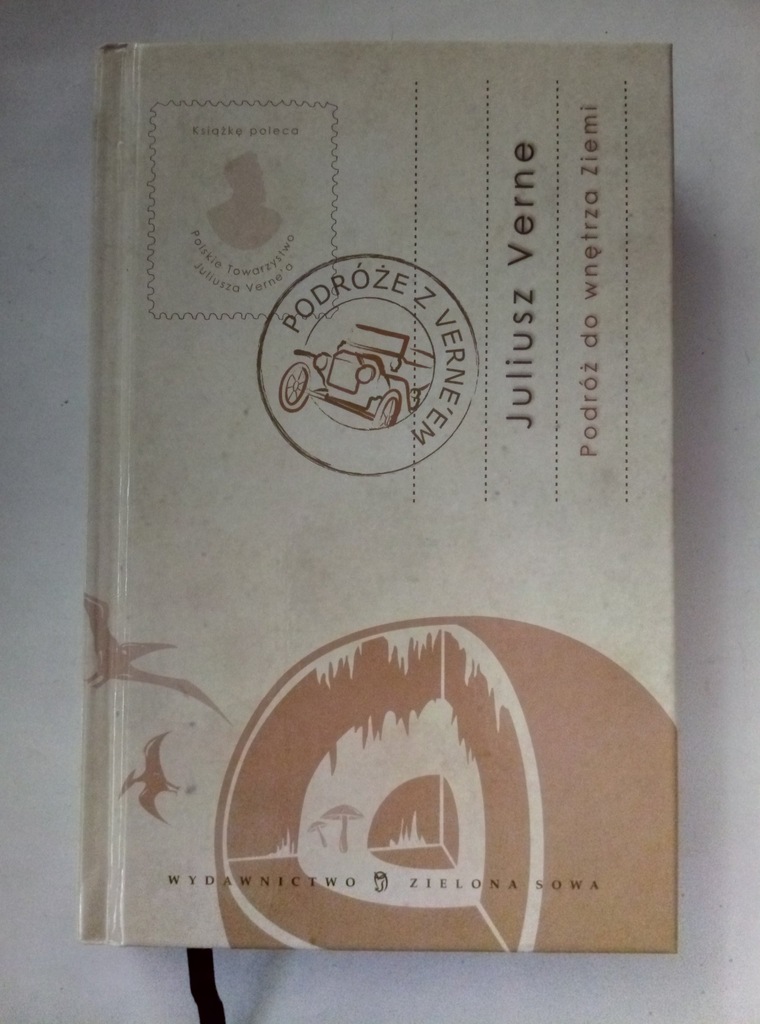 Książkę poleca
Polskie Towarzystwo
Juliusza Verne'a
PODRÓŻE Z VERNE'EM
Juliusz Verne
Podróż do wnętrza Ziemi
WYDAWNICTWO ZIELONA SOWA